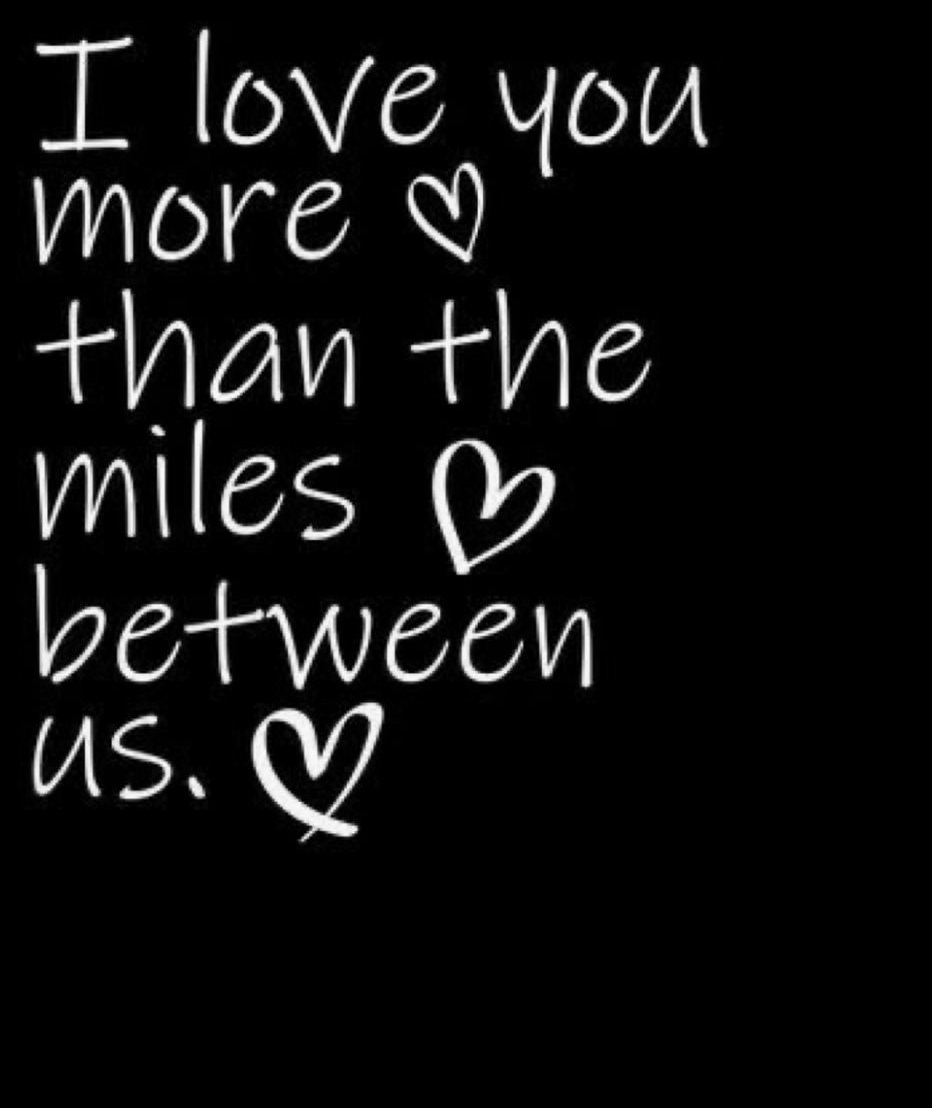 I love you
more ♡
than the
miles ♡
between
us. ♡